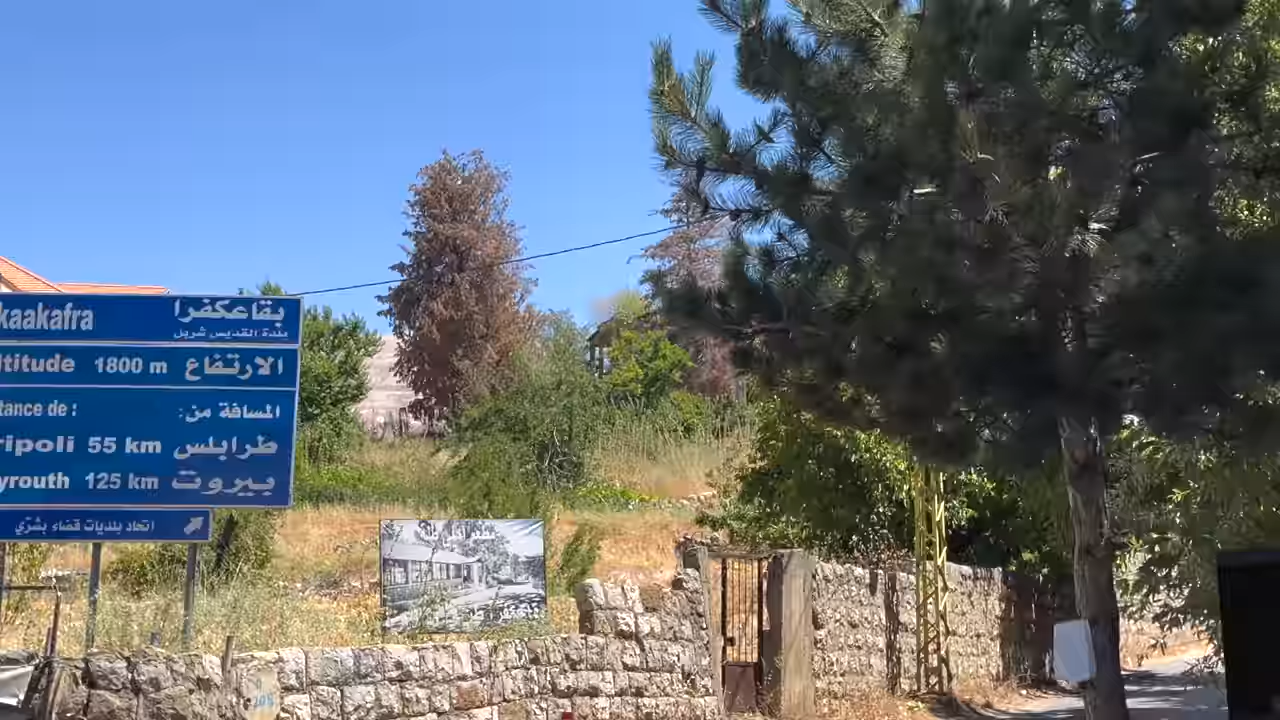 kaakafra بقاعكفرا
بلدة القديس شربل
ltitude 1800 m الارتفاع
tance de : المسافة من:
ripoli 55 km طرابلس
yrouth 125 km بيروت
اتحاد بلديات قضاء بشرّي